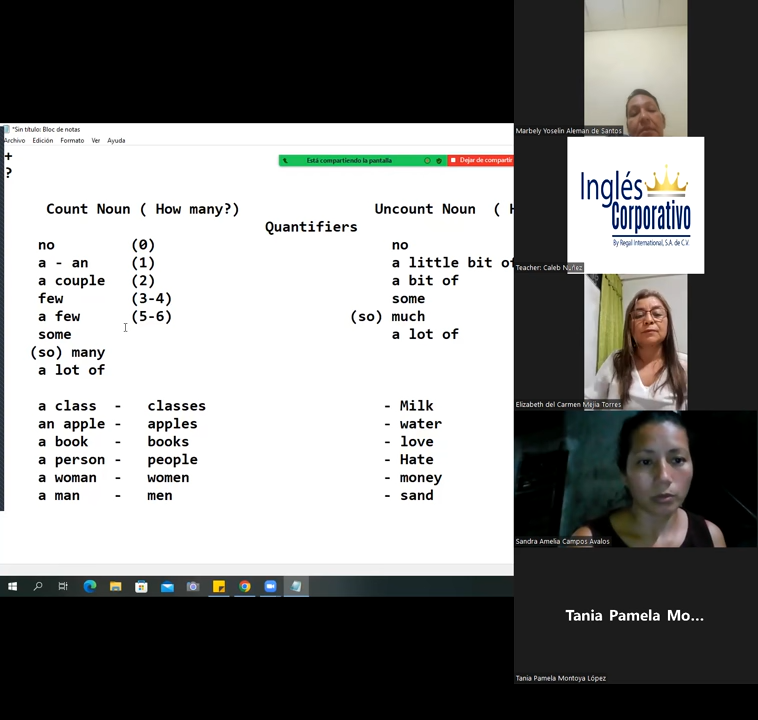 *Sin título: Bloc de notas
Archivo Edición Formato Ver Ayuda
+
?
Está compartiendo la pantalla Dejar de compartir
Count Noun ( How many?) Uncount Noun ( H
Quantifiers
no (0) no
a - an (1) a little bit of
a couple (2) a bit of
few (3-4) some
a few (5-6) (so) much
some a lot of
(so) many
a lot of
a class - classes - Milk
an apple - apples - water
a book - books - love
a person - people - Hate
a woman - women - money
a man - men - sand
Marbely Yoselin Aleman de Santos
Inglés
Corporativo
By Regal International, S.A. de C.V.
Teacher: Caleb Nuñez
Elizabeth del Carmen Mejia Torres
Sandra Amelia Campos Avalos
Tania Pamela Mo...
Tania Pamela Montoya López